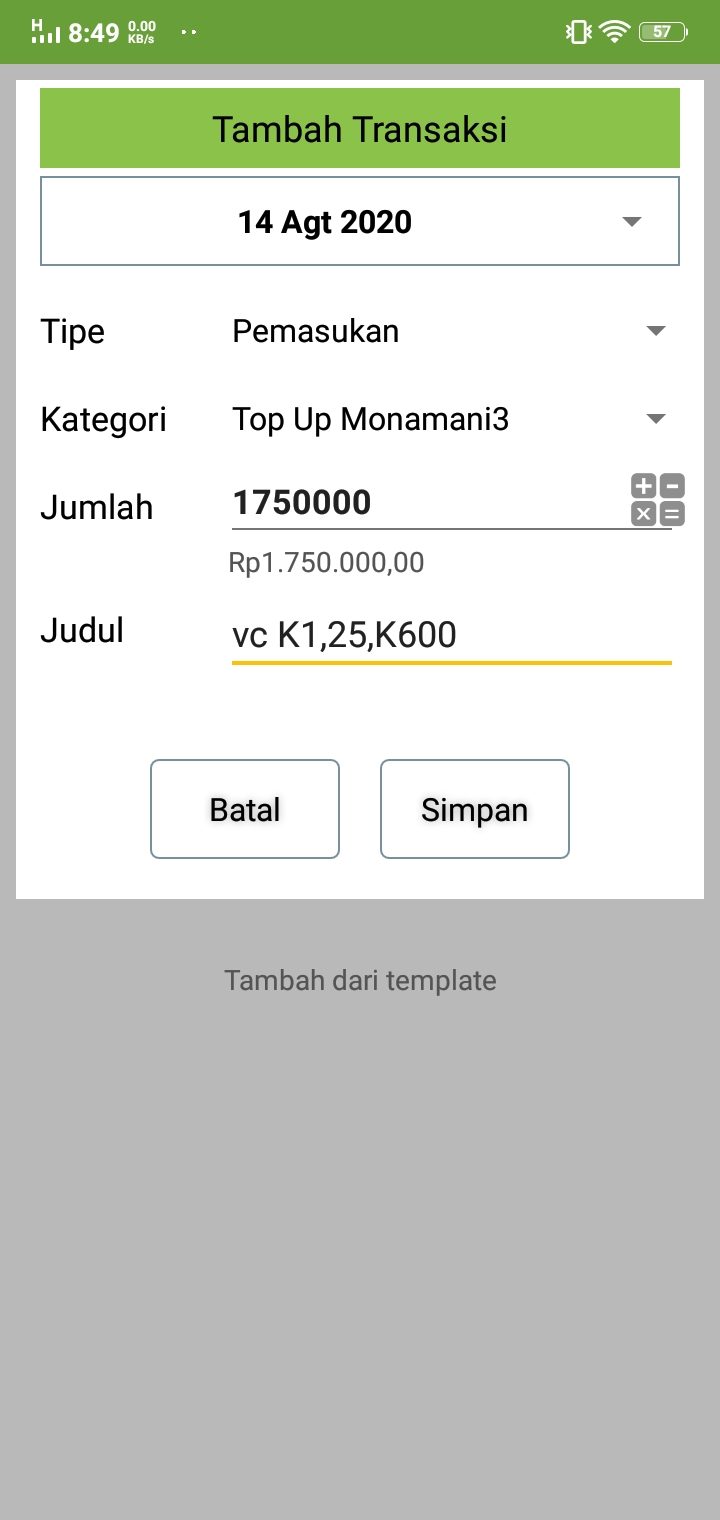 H 8:49 0.00 KB/s 57
Tambah Transaksi
14 Agt 2020
Tipe Pemasukan
Kategori Top Up Monamani3
Jumlah 1750000
Rp1.750.000,00
Judul vc K1,25,K600
Batal Simpan
Tambah dari template